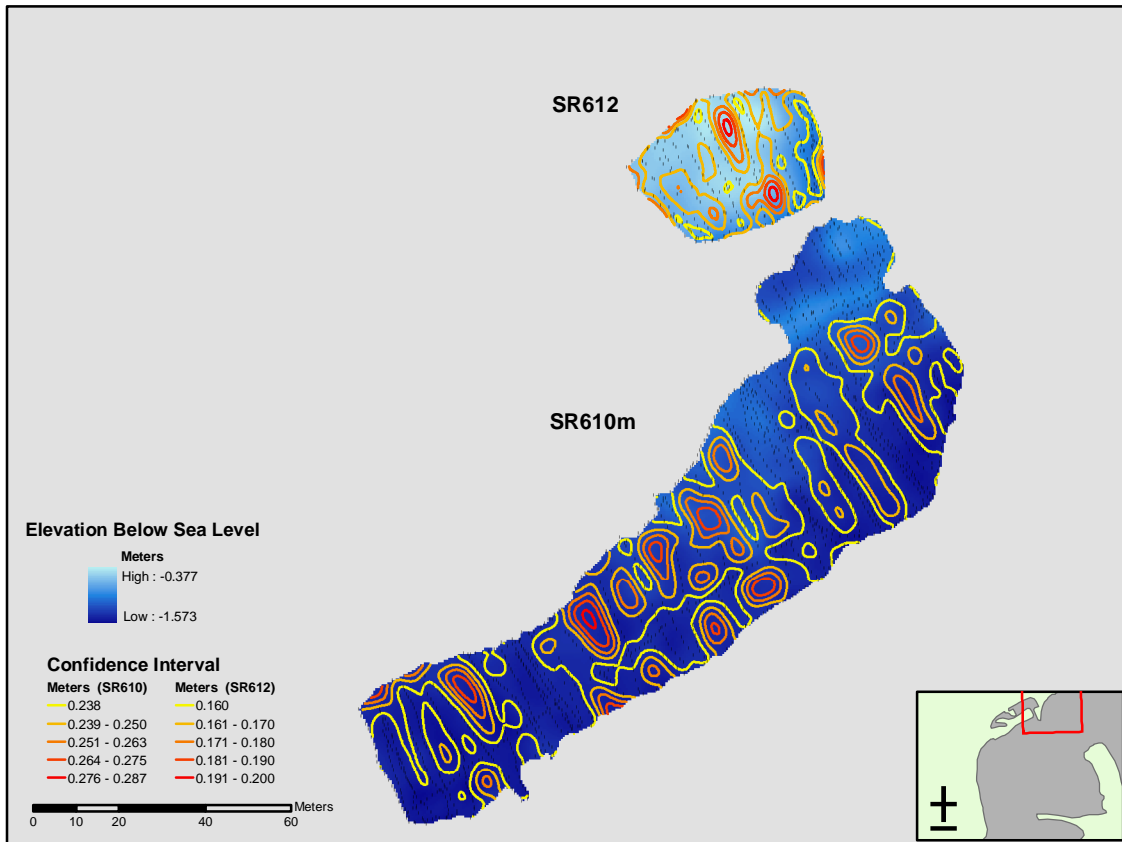 SR612
SR610m
Elevation Below Sea Level
Meters
High : -0.377
Low : -1.573
Confidence Interval
Meters (SR610) Meters (SR612)
0.238 0.160
0.239 - 0.250 0.161 - 0.170
0.251 - 0.263 0.171 - 0.180
0.264 - 0.275 0.181 - 0.190
0.276 - 0.287 0.191 - 0.200
Meters
0 10 20 40 60